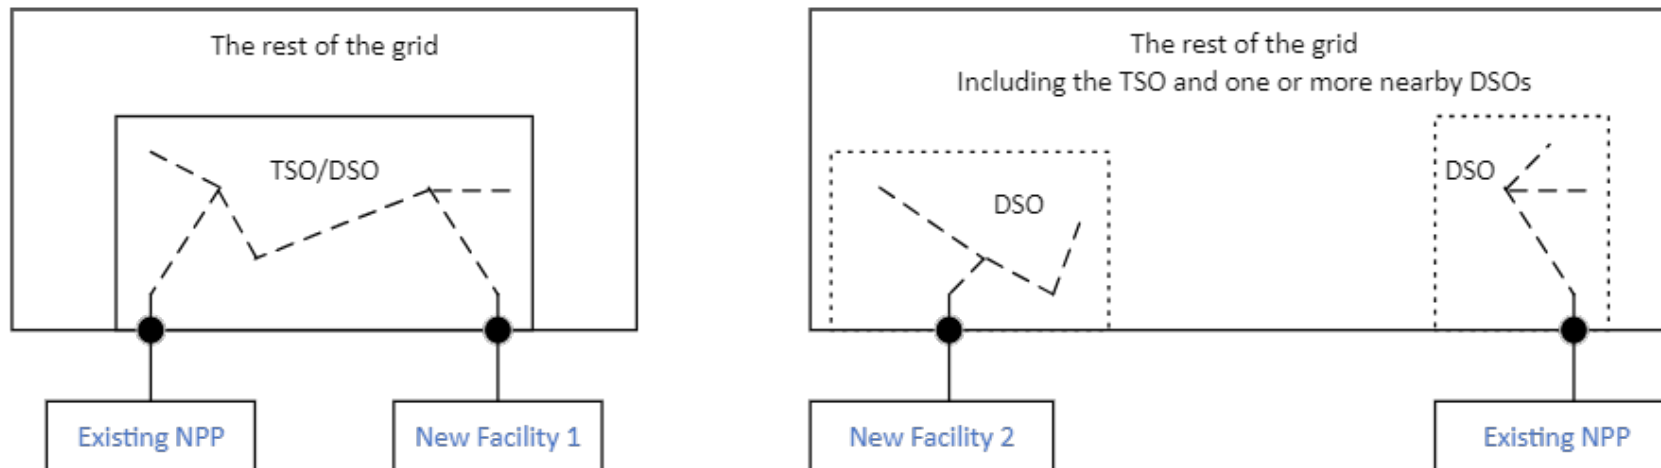 The rest of the grid
TSO/DSO
Existing NPP
New Facility 1
The rest of the grid
Including the TSO and one or more nearby DSOs
DSO
DSO
New Facility 2
Existing NPP